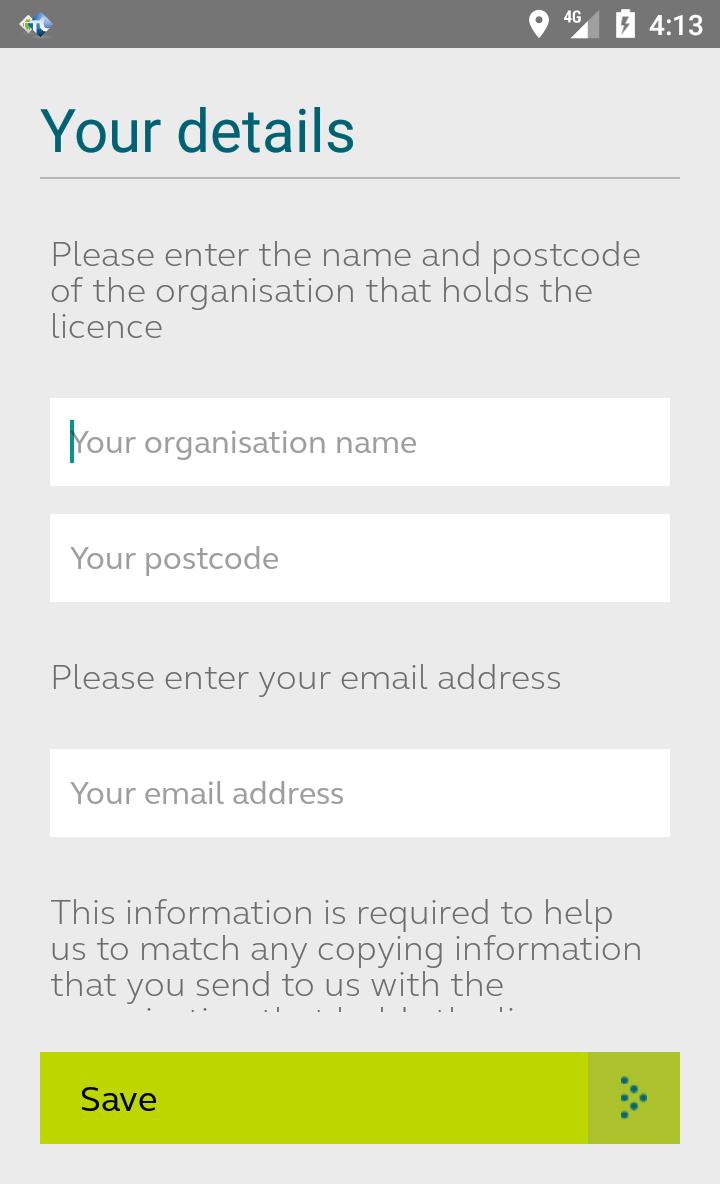 4G 4:13
Your details
Please enter the name and postcode
of the organisation that holds the
licence
Your organisation name
Your postcode
Please enter your email address
Your email address
This information is required to help
us to match any copying information
that you send to us with the
Save